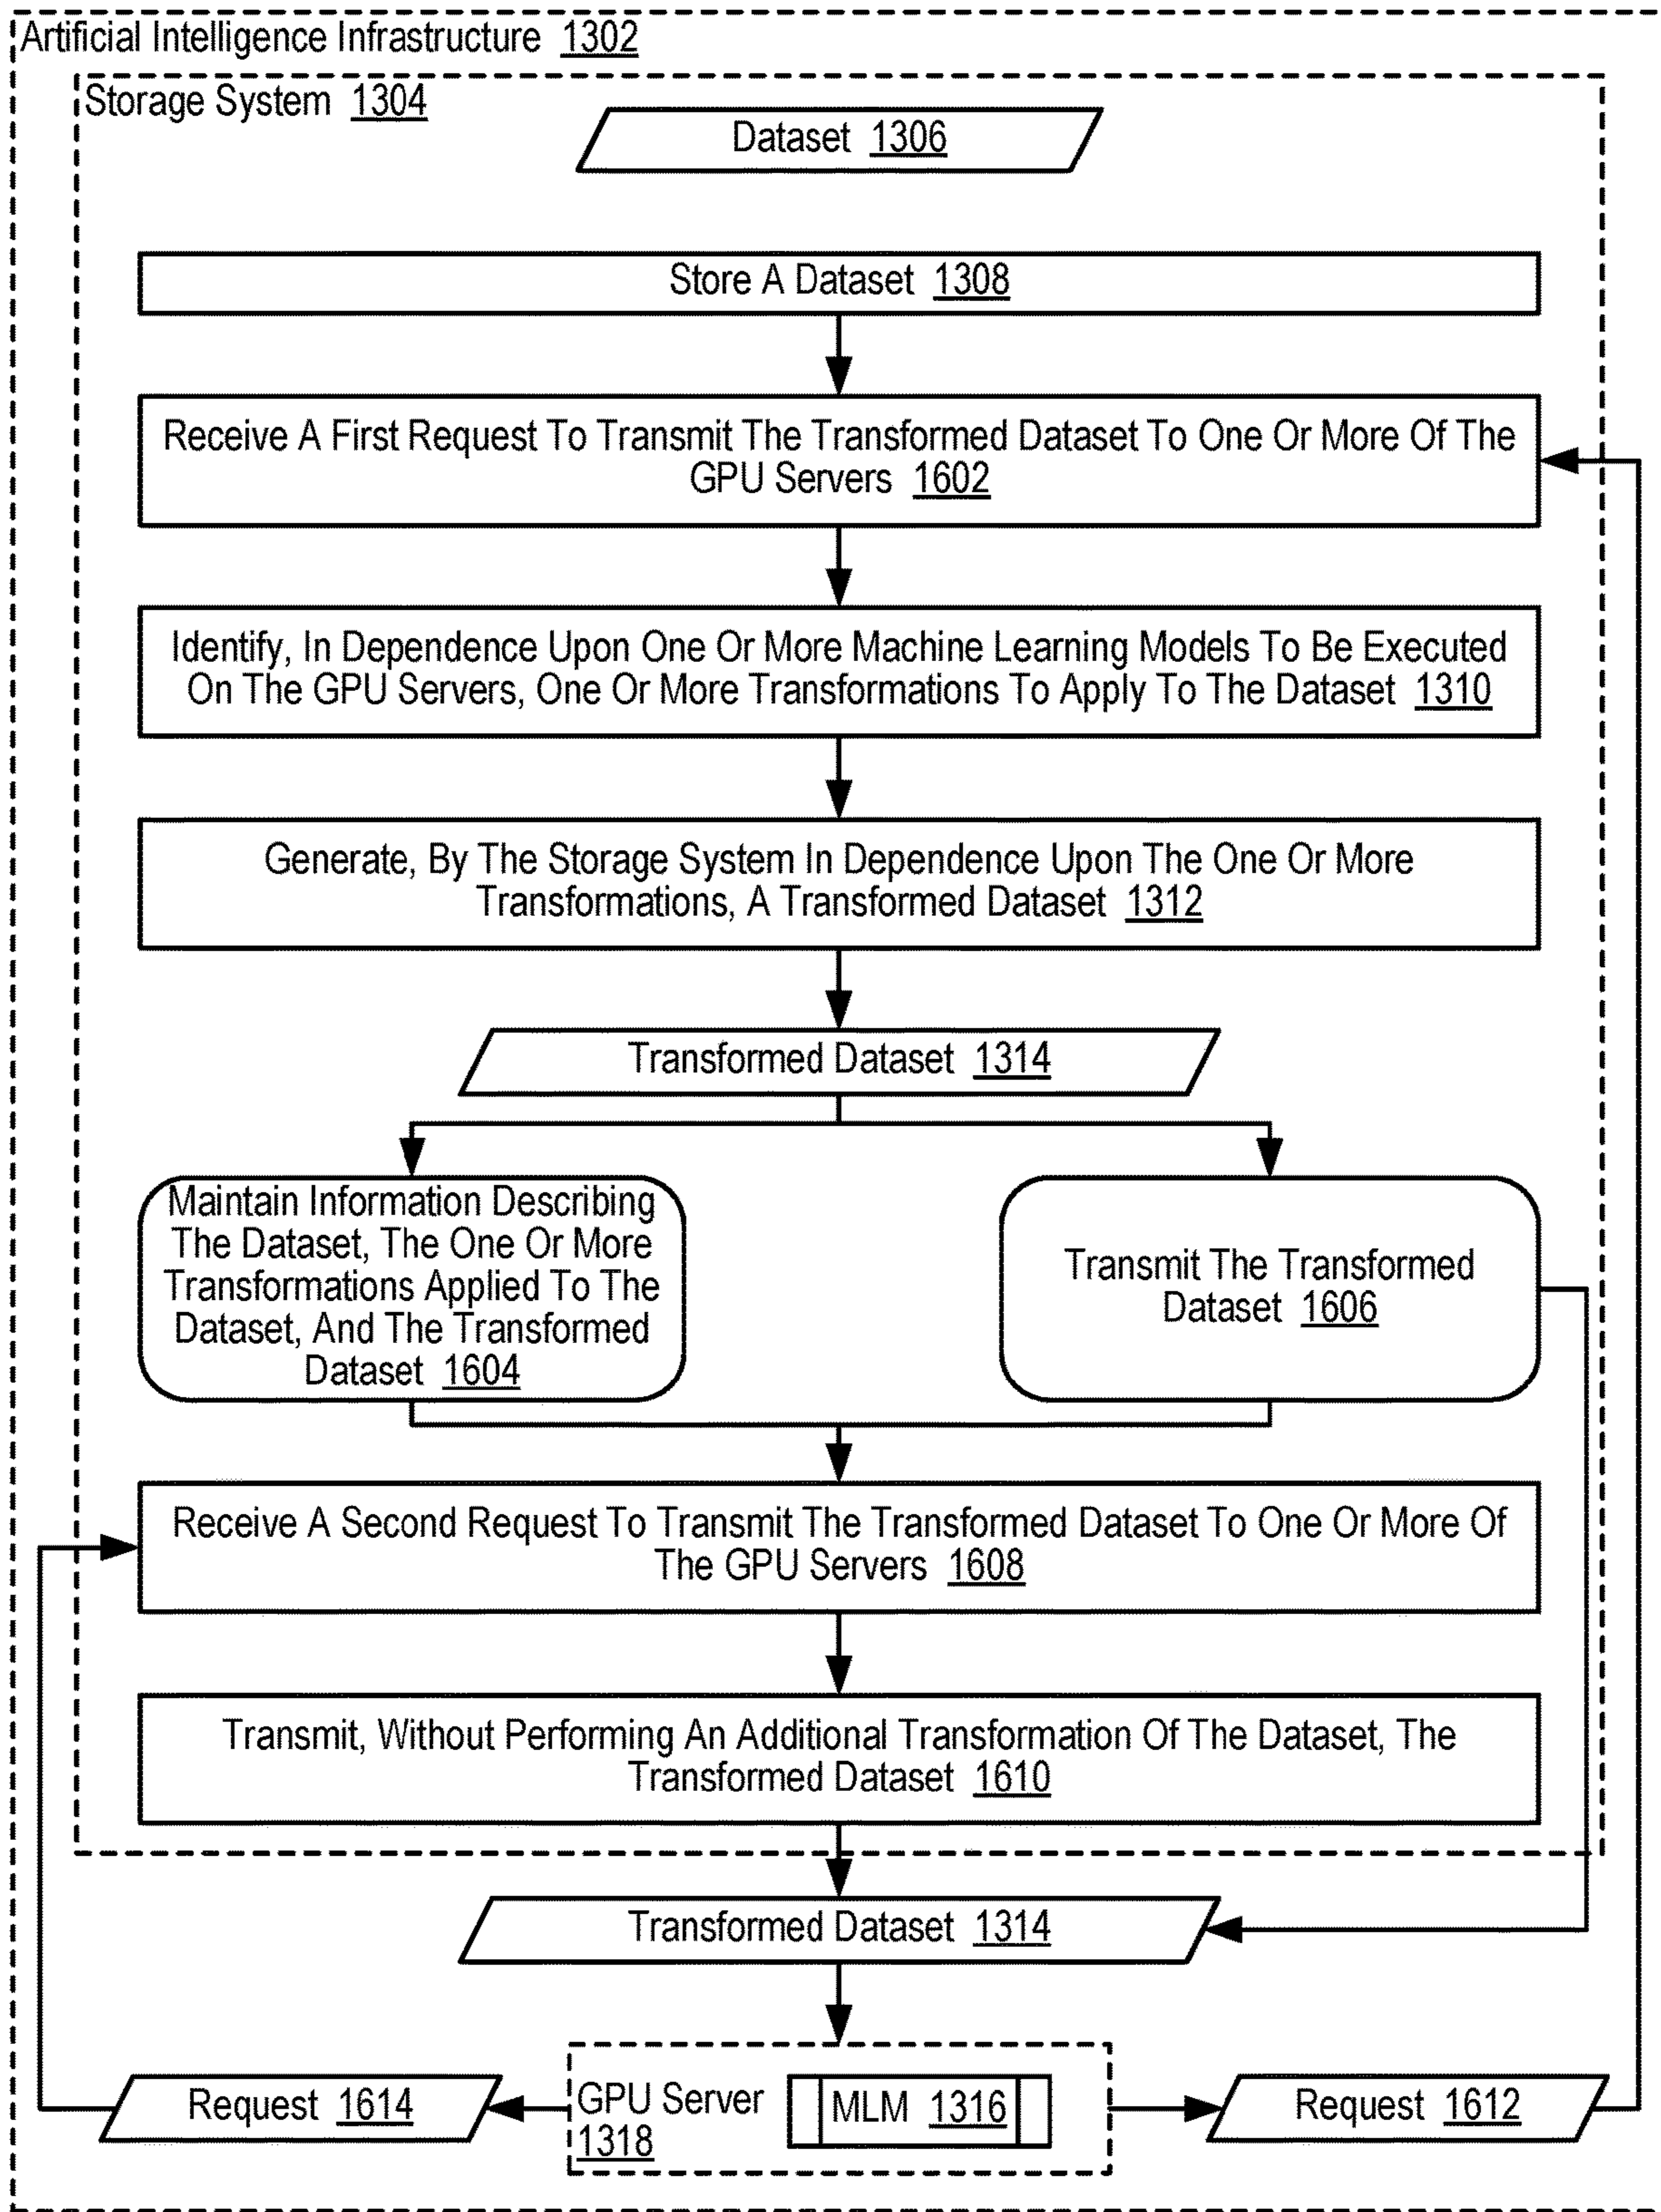 Artificial Intelligence Infrastructure 1302
Storage System 1304
Dataset 1306
Store A Dataset 1308
Receive A First Request To Transmit The Transformed Dataset To One Or More Of The
GPU Servers 1602
Identify, In Dependence Upon One Or More Machine Learning Models To Be Executed
On The GPU Servers, One Or More Transformations To Apply To The Dataset 1310
Generate, By The Storage System In Dependence Upon The One Or More
Transformations, A Transformed Dataset 1312
Transformed Dataset 1314
Maintain Information Describing
The Dataset, The One Or More
Transformations Applied To The
Dataset, And The Transformed
Dataset 1604
Transmit The Transformed
Dataset 1606
Receive A Second Request To Transmit The Transformed Dataset To One Or More Of
The GPU Servers 1608
Transmit, Without Performing An Additional Transformation Of The Dataset, The
Transformed Dataset 1610
Transformed Dataset 1314
Request 1614
GPU Server
1318
MLM 1316
Request 1612